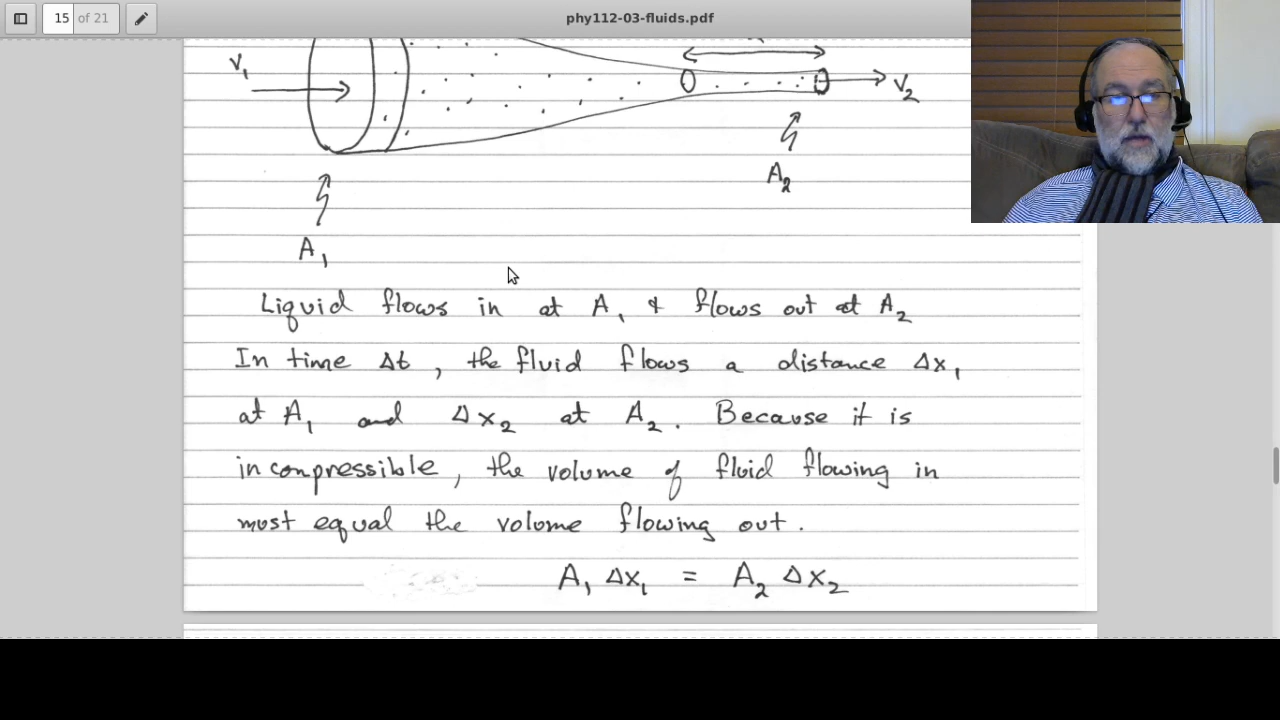 15 of 21
phy112-03-fluids.pdf
V₁
V₂
A₂
A₁
Liquid flows in at A₁ & flows out at A₂
In time Δt, the fluid flows a distance Δx₁
at A₁ and Δx₂ at A₂. Because it is
incompressible, the volume of fluid flowing in
must equal the volume flowing out.
A₁ Δx₁ = A₂ Δx₂